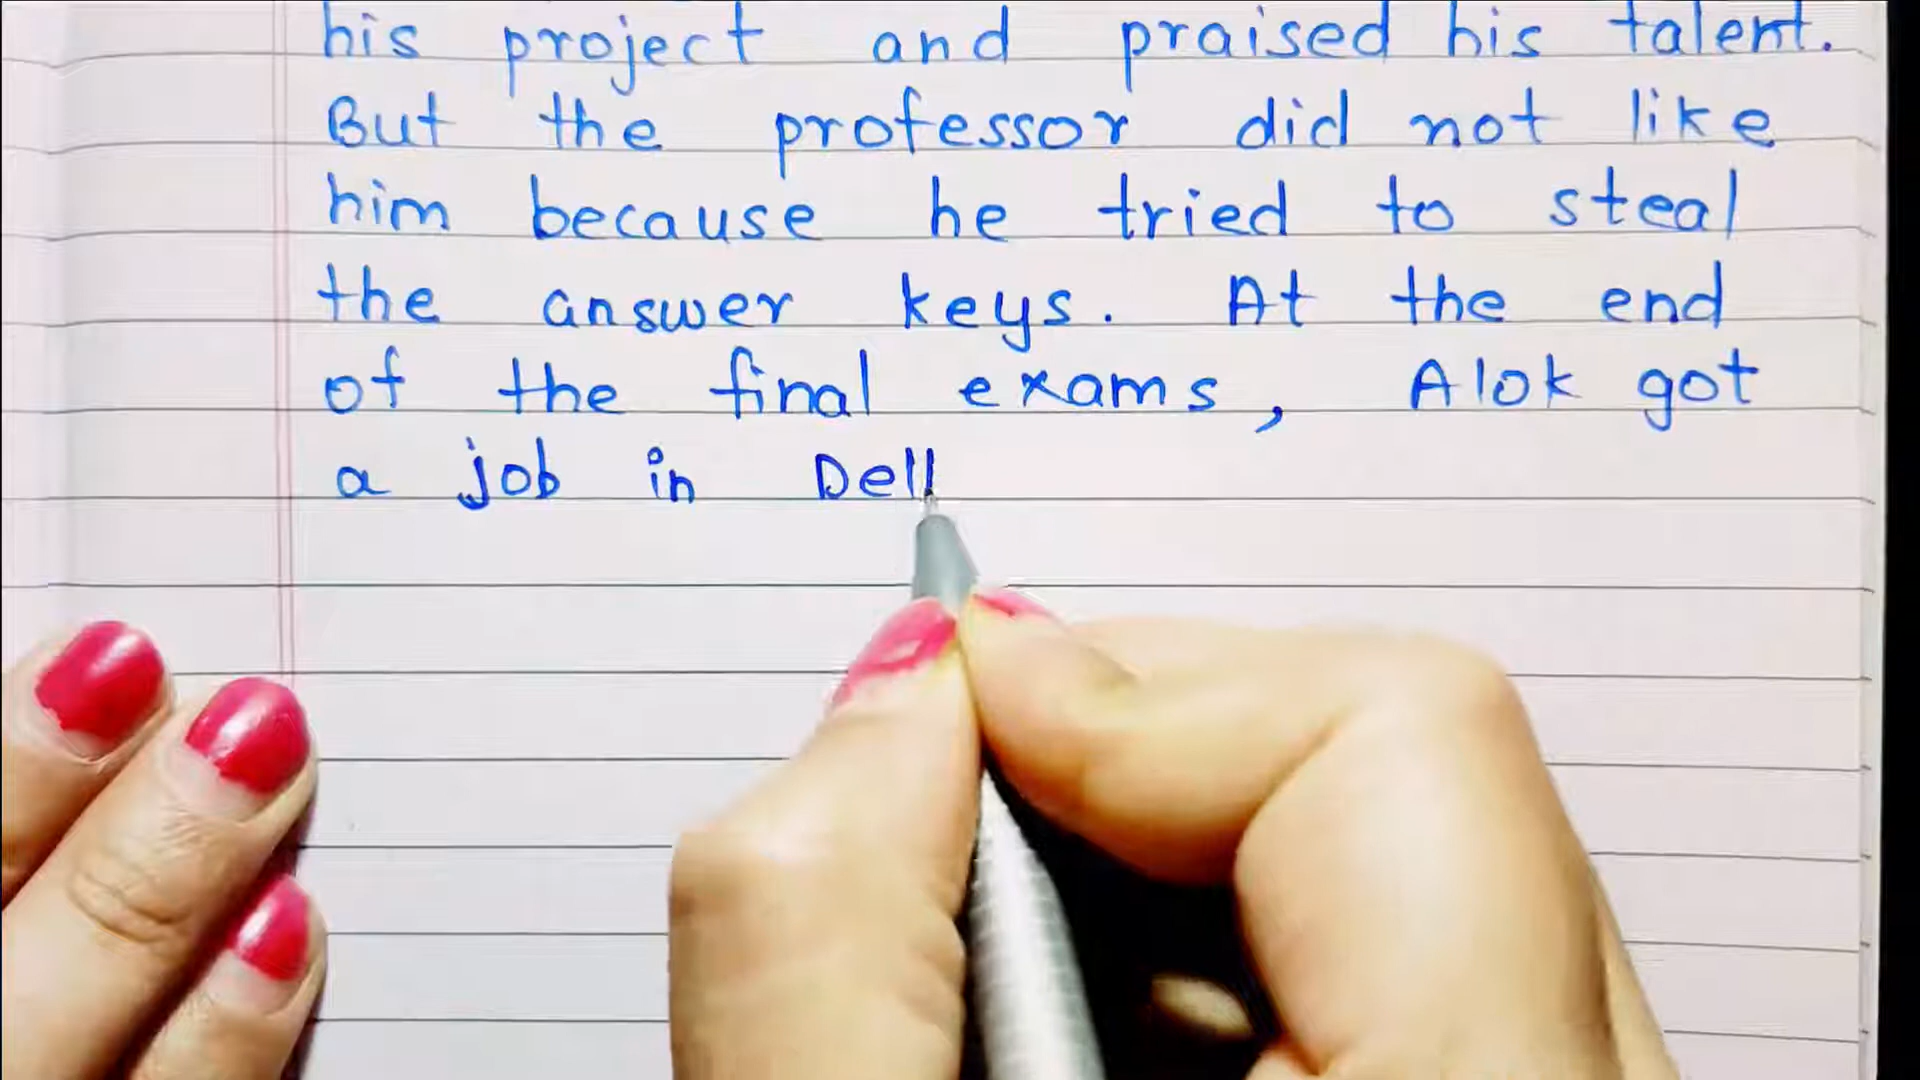 his project and praised his talent.
But the professor did not like
him because he tried to steal
the answer keys. At the end
of the final exams, Alok got
a job in Dell